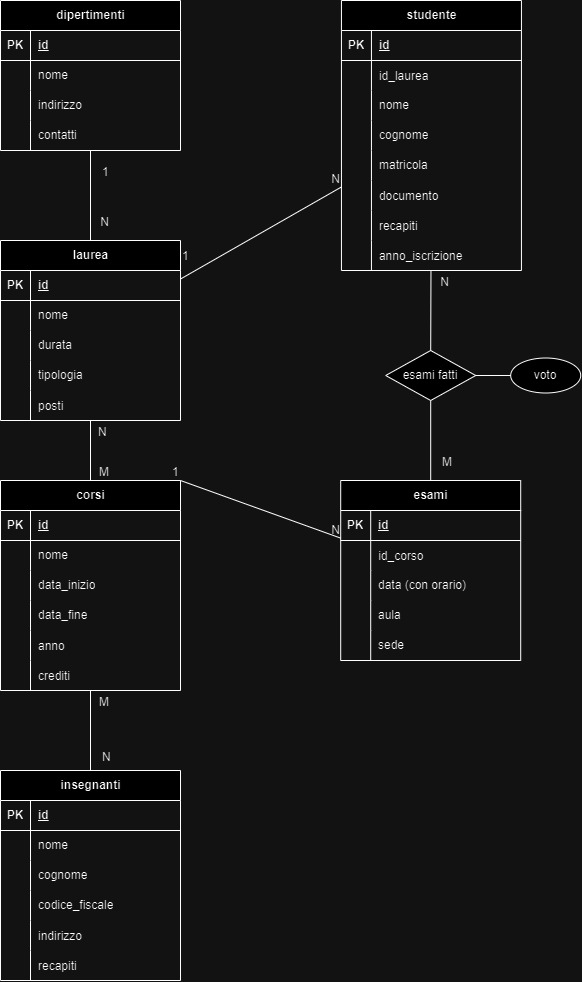 dipertimenti
PK id
nome
indirizzo
contatti
1
N
laurea
PK id
nome
durata
tipologia
posti
1
N
studente
PK id
id_laurea
nome
cognome
matricola
documento
recapiti
anno_iscrizione
N
esami fatti
voto
M
N
M
corsi
PK id
nome
data_inizio
data_fine
anno
crediti
1
N
esami
PK id
id_corso
data (con orario)
aula
sede
M
N
insegnanti
PK id
nome
cognome
codice_fiscale
indirizzo
recapiti